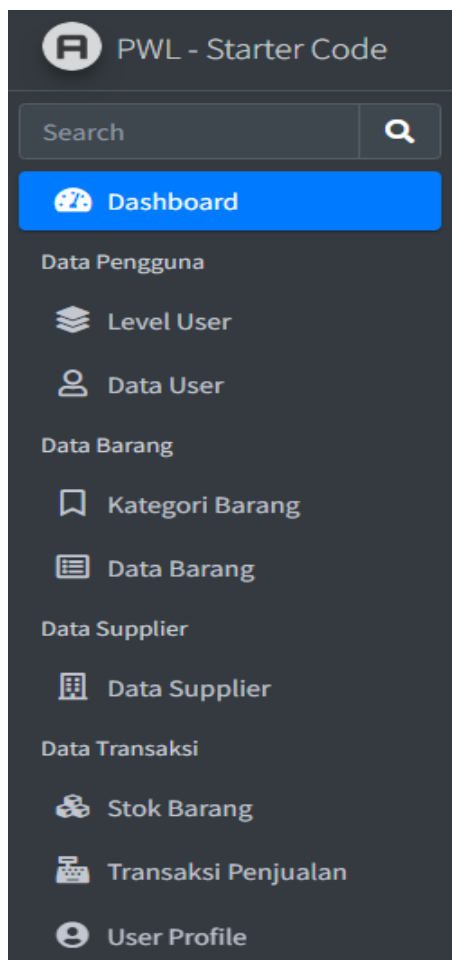 PWL - Starter Code
Search
Dashboard
Data Pengguna
Level User
Data User
Data Barang
Kategori Barang
Data Barang
Data Supplier
Data Supplier
Data Transaksi
Stok Barang
Transaksi Penjualan
User Profile